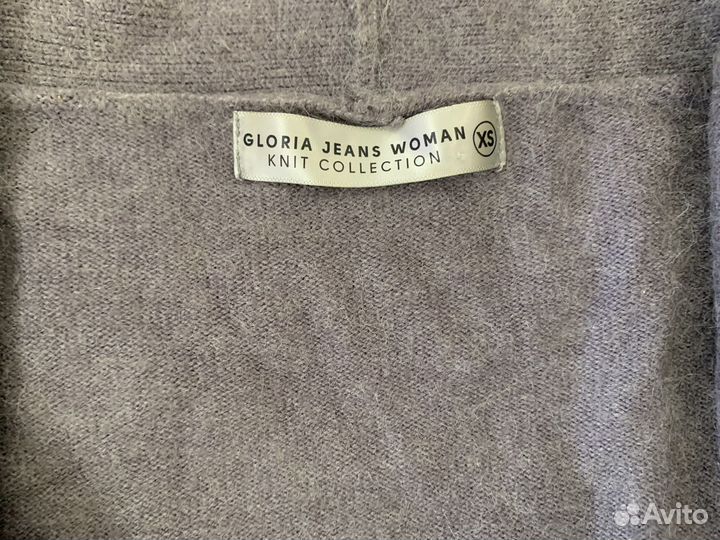 GLORIA JEANS WOMAN XS
KNIT COLLECTION
Avito